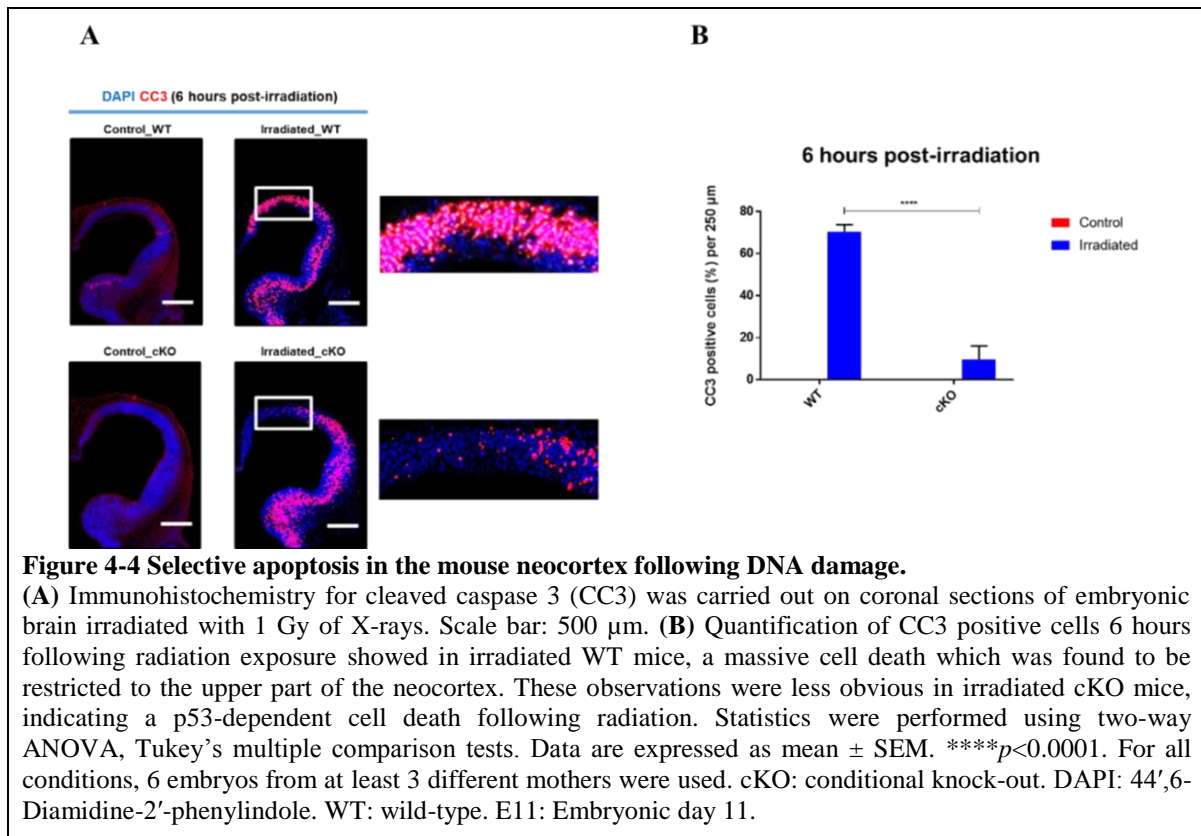 A
B
DAPI CC3 (6 hours post-irradiation)
Control_WT
Irradiated_WT
Control_cKO
Irradiated_cKO
6 hours post-irradiation
CC3 positive cells (%) per 250 µm
80
60
40
20
0
****
WT
cKO
Control
Irradiated
Figure 4-4 Selective apoptosis in the mouse neocortex following DNA damage.
(A) Immunohistochemistry for cleaved caspase 3 (CC3) was carried out on coronal sections of embryonic
brain irradiated with 1 Gy of X-rays. Scale bar: 500 µm. (B) Quantification of CC3 positive cells 6 hours
following radiation exposure showed in irradiated WT mice, a massive cell death which was found to be
restricted to the upper part of the neocortex. These observations were less obvious in irradiated cKO mice,
indicating a p53-dependent cell death following radiation. Statistics were performed using two-way
ANOVA, Tukey’s multiple comparison tests. Data are expressed as mean ± SEM. ****p<0.0001. For all
conditions, 6 embryos from at least 3 different mothers were used. cKO: conditional knock-out. DAPI: 44′,6-
Diamidine-2′-phenylindole. WT: wild-type. E11: Embryonic day 11.